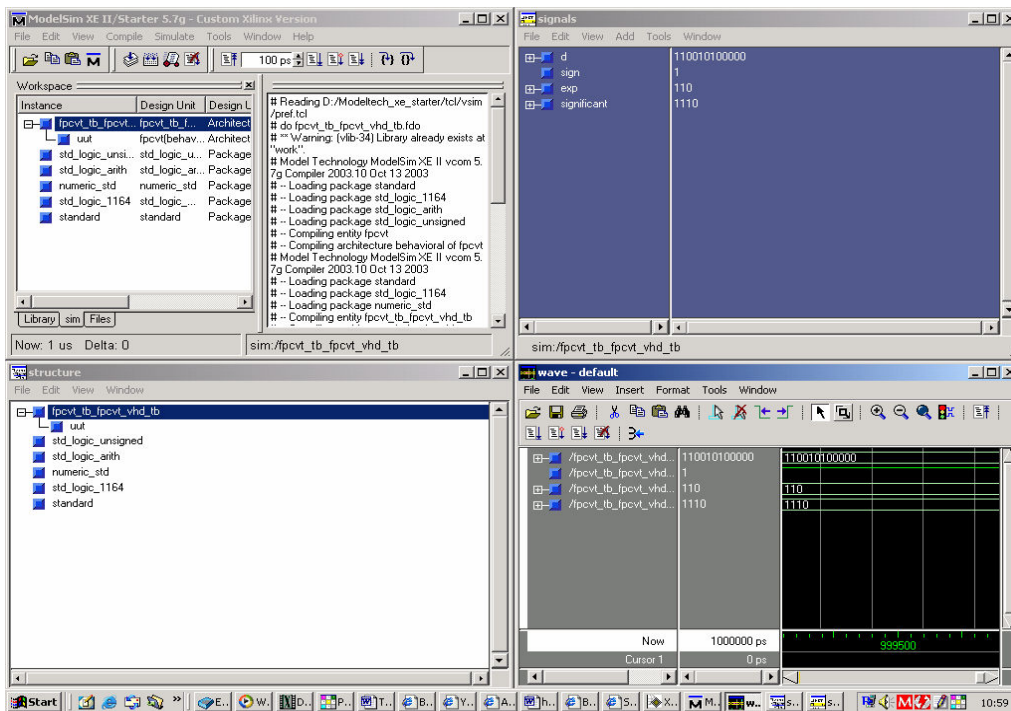 ModelSim XE II/Starter 5.7g - Custom Xilinx Version
File Edit View Compile Simulate Tools Window Help
100 ps
Workspace
Instance Design Unit Design L
fpcvt_tb_fpcvt... fpcvt_tb_f... Architect
uut fpcvt(behav... Architect
std_logic_unsi... std_logic_u... Package
std_logic_arith std_logic_ar... Package
numeric_std numeric_std Package
std_logic_1164 std_logic_... Package
standard standard Package
Library sim Files
# Reading D:/Modeltech_xe_starter/tcl/vsim
/pref.tcl
# do fpcvt_tb_fpcvt_vhd_tb.fdo
# ** Warning: (vlib-34) Library already exists at
"work".
# Model Technology ModelSim XE II vcom 5.
7g Compiler 2003.10 Oct 13 2003
# -- Loading package standard
# -- Loading package std_logic_1164
# -- Loading package std_logic_arith
# -- Loading package std_logic_unsigned
# -- Compiling entity fpcvt
# -- Compiling architecture behavioral of fpcvt
# Model Technology ModelSim XE II vcom 5.
7g Compiler 2003.10 Oct 13 2003
# -- Loading package standard
# -- Loading package std_logic_1164
# -- Loading package numeric_std
# -- Compiling entity fpcvt_tb_fpcvt_vhd_tb
Now: 1 us Delta: 0
sim:/fpcvt_tb_fpcvt_vhd_tb
signals
File Edit View Add Tools Window
d 110010100000
sign 1
exp 110
significant 1110
sim:/fpcvt_tb_fpcvt_vhd_tb
structure
File Edit View Window
fpcvt_tb_fpcvt_vhd_tb
uut
std_logic_unsigned
std_logic_arith
numeric_std
std_logic_1164
standard
wave - default
File Edit View Insert Format Tools Window
/fpcvt_tb_fpcvt_vhd... 110010100000 110010100000
/fpcvt_tb_fpcvt_vhd... 1
/fpcvt_tb_fpcvt_vhd... 110 110
/fpcvt_tb_fpcvt_vhd... 1110 1110
Now 1000000 ps 999500
Cursor 1 0 ps
Start E.. W.. D.. P.. T.. B.. Y.. A.. h.. B.. S.. X.. M.. w.. s.. s.. 10:59